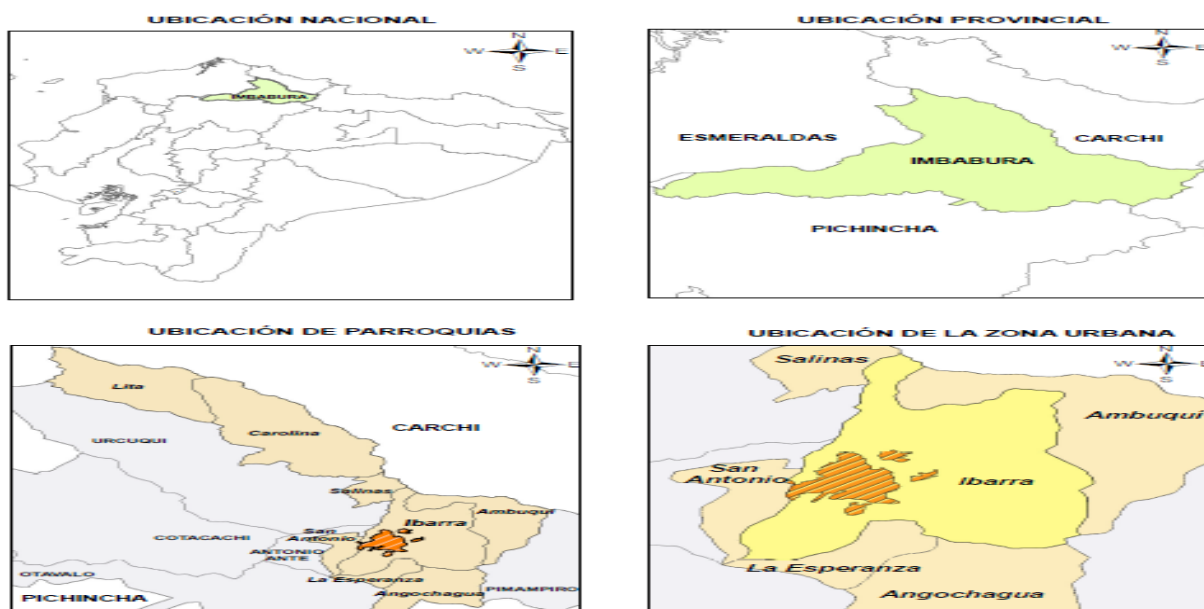 UBICACIÓN NACIONAL
N
W E
S
IMBABURA
UBICACIÓN PROVINCIAL
N
W E
S
ESMERALDAS
CARCHI
IMBABURA
PICHINCHA
UBICACIÓN DE PARROQUIAS
N
W E
S
Lita
Carolina
CARCHI
URCUQUI
Salinas
Ambuquí
Ibarra
San
Antonio
COTACACHI
ANTONIO
ANTE
OTAVALO
La Esperanza
PIMAMPIRO
Angochagua
PICHINCHA
UBICACIÓN DE LA ZONA URBANA
N
W E
S
Salinas
Ambuquí
San
Antonio
Ibarra
La Esperanza
Angochagua